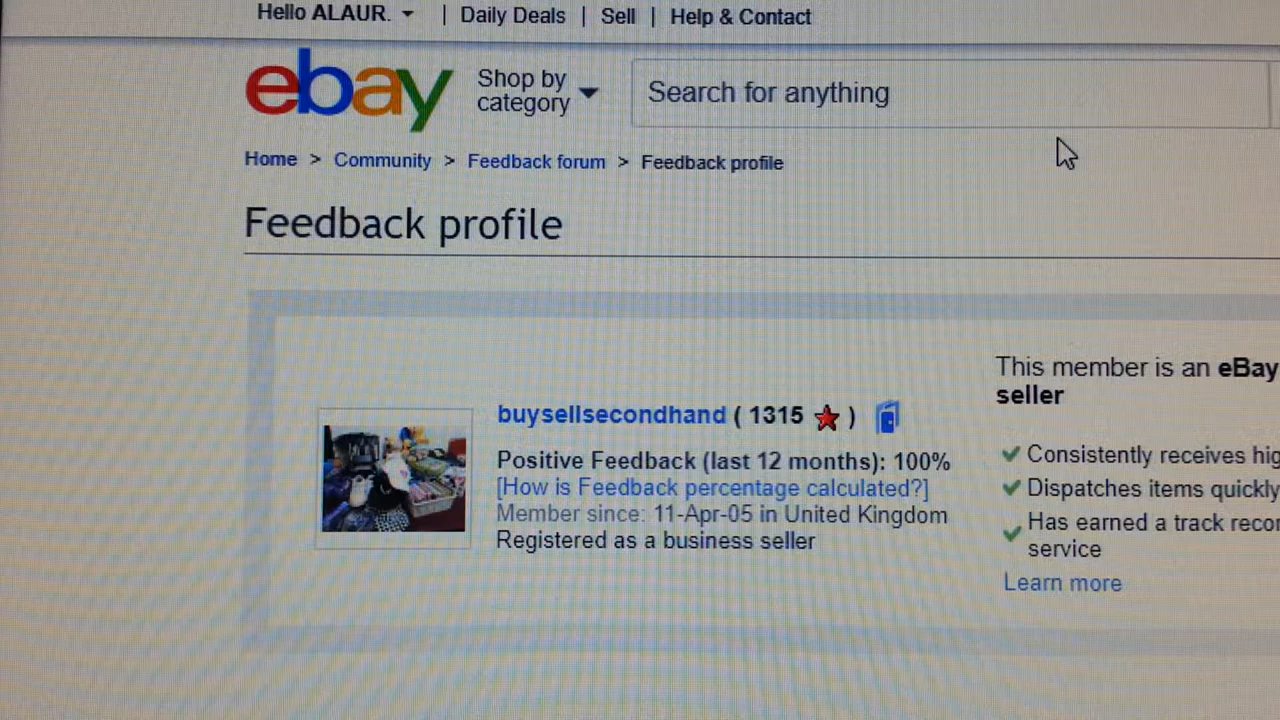 Hello ALAUR. | Daily Deals | Sell | Help & Contact
ebay
Shop by
category
Search for anything
Home > Community > Feedback forum > Feedback profile
Feedback profile
This member is an eBay
seller
buysellsecondhand ( 1315 )
Positive Feedback (last 12 months): 100%
[How is Feedback percentage calculated?]
Member since: 11-Apr-05 in United Kingdom
Registered as a business seller
Consistently receives hig
Dispatches items quickly
Has earned a track recor
service
Learn more